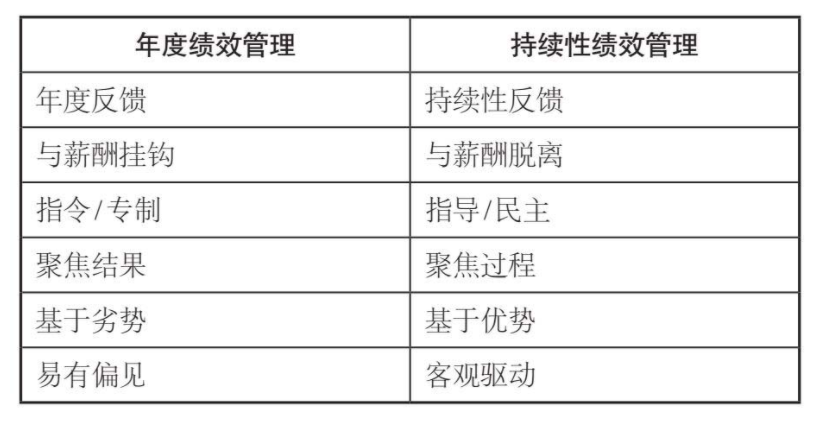 年度绩效管理 持续性绩效管理
年度反馈 持续性反馈
与薪酬挂钩 与薪酬脱离
指令/专制 指导/民主
聚焦结果 聚焦过程
基于劣势 基于优势
易有偏见 客观驱动